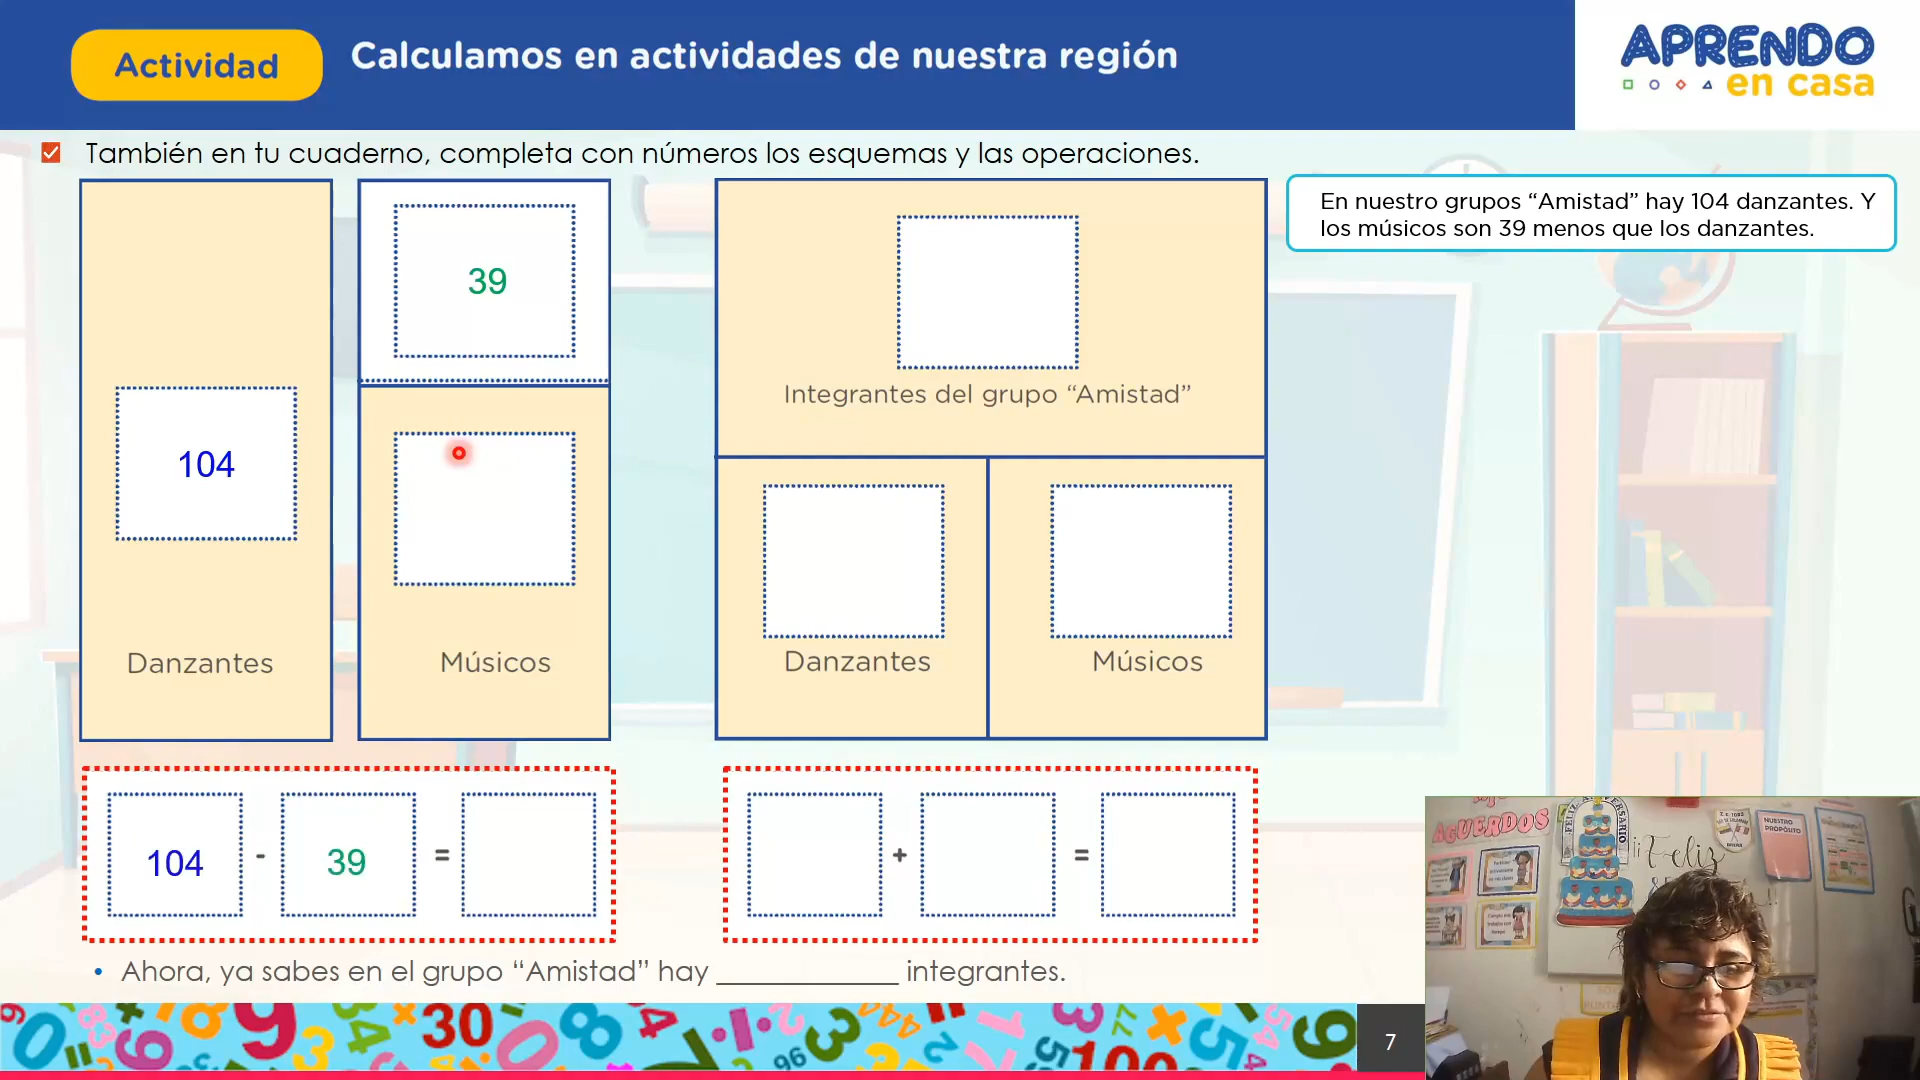 Actividad
Calculamos en actividades de nuestra región
APRENDO
en casa
También en tu cuaderno, completa con números los esquemas y las operaciones.
En nuestro grupos “Amistad” hay 104 danzantes. Y
los músicos son 39 menos que los danzantes.
39
104
Integrantes del grupo “Amistad”
Danzantes
Músicos
Danzantes
Músicos
104 - 39 =
+ =
Ahora, ya sabes en el grupo “Amistad” hay ____________ integrantes.
7
ACUERDOS
FELIZ ANIVERSARIO
¡¡Feliz
NUESTRO
PROPÓSITO